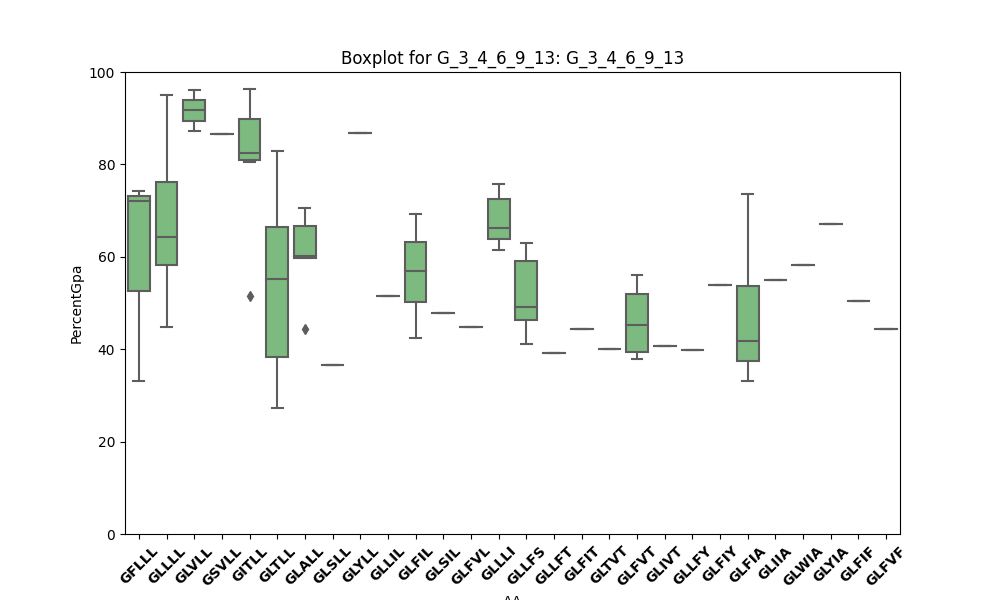 Boxplot for G_3_4_6_9_13: G_3_4_6_9_13
100
80
60
40
20
0
PercentGpa
GFLLL
GLLLL
GLVLL
GSVLL
GITLL
GLTLL
GLALL
GLSLL
GLYLL
GLLIL
GLFIL
GLSIL
GLFVL
GLLLI
GLLFS
GLLFT
GLFIT
GLTVT
GLFVT
GLIVT
GLLFY
GLFIY
GLFIA
GLIIA
GLWIA
GLYIA
GLFIF
GLFVF
AA